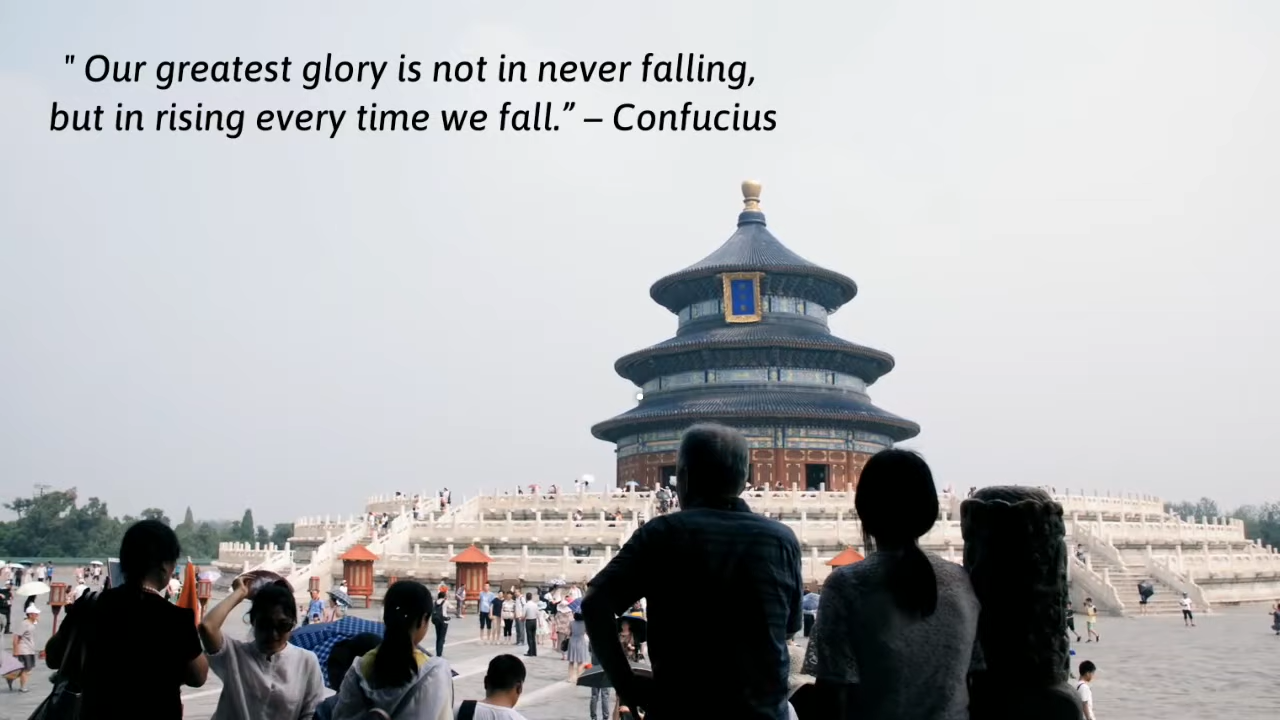 " Our greatest glory is not in never falling,
but in rising every time we fall.” – Confucius